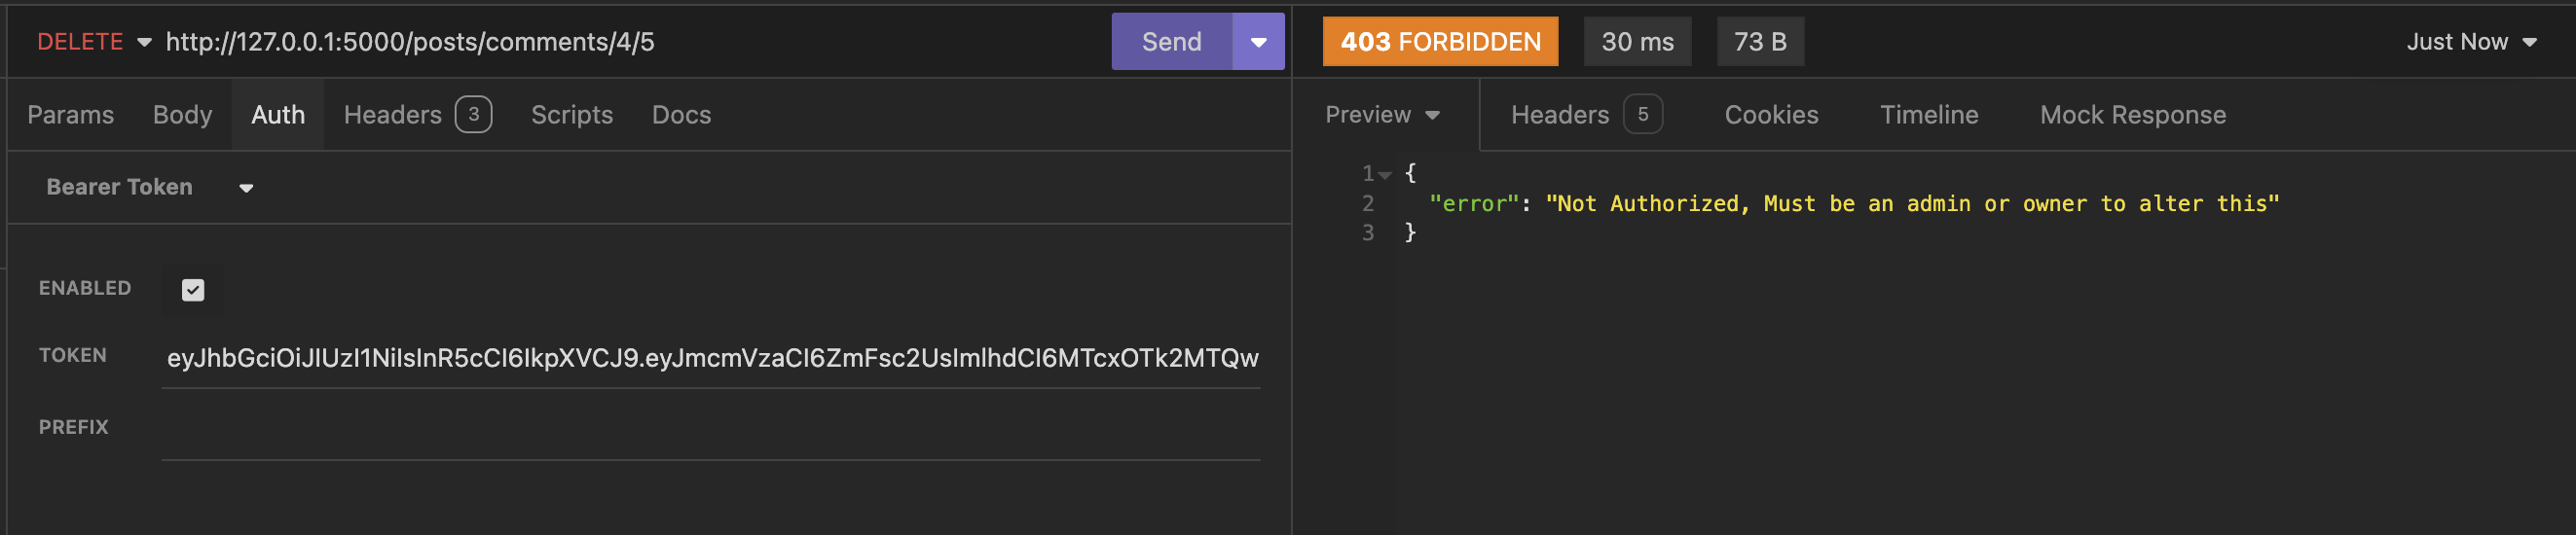 DELETE http://127.0.0.1:5000/posts/comments/4/5 Send
Params Body Auth Headers 3 Scripts Docs
Bearer Token
ENABLED
TOKEN eyJhbGciOiJIUzI1NiIsInR5cCI6IkpXVCJ9.eyJmcmVzaCI6ZmFsc2UsImlhdCI6MTcxOTk2MTQw
PREFIX
403 FORBIDDEN 30 ms 73 B Just Now
Preview Headers 5 Cookies Timeline Mock Response
1 {
2 "error": "Not Authorized, Must be an admin or owner to alter this"
3 }